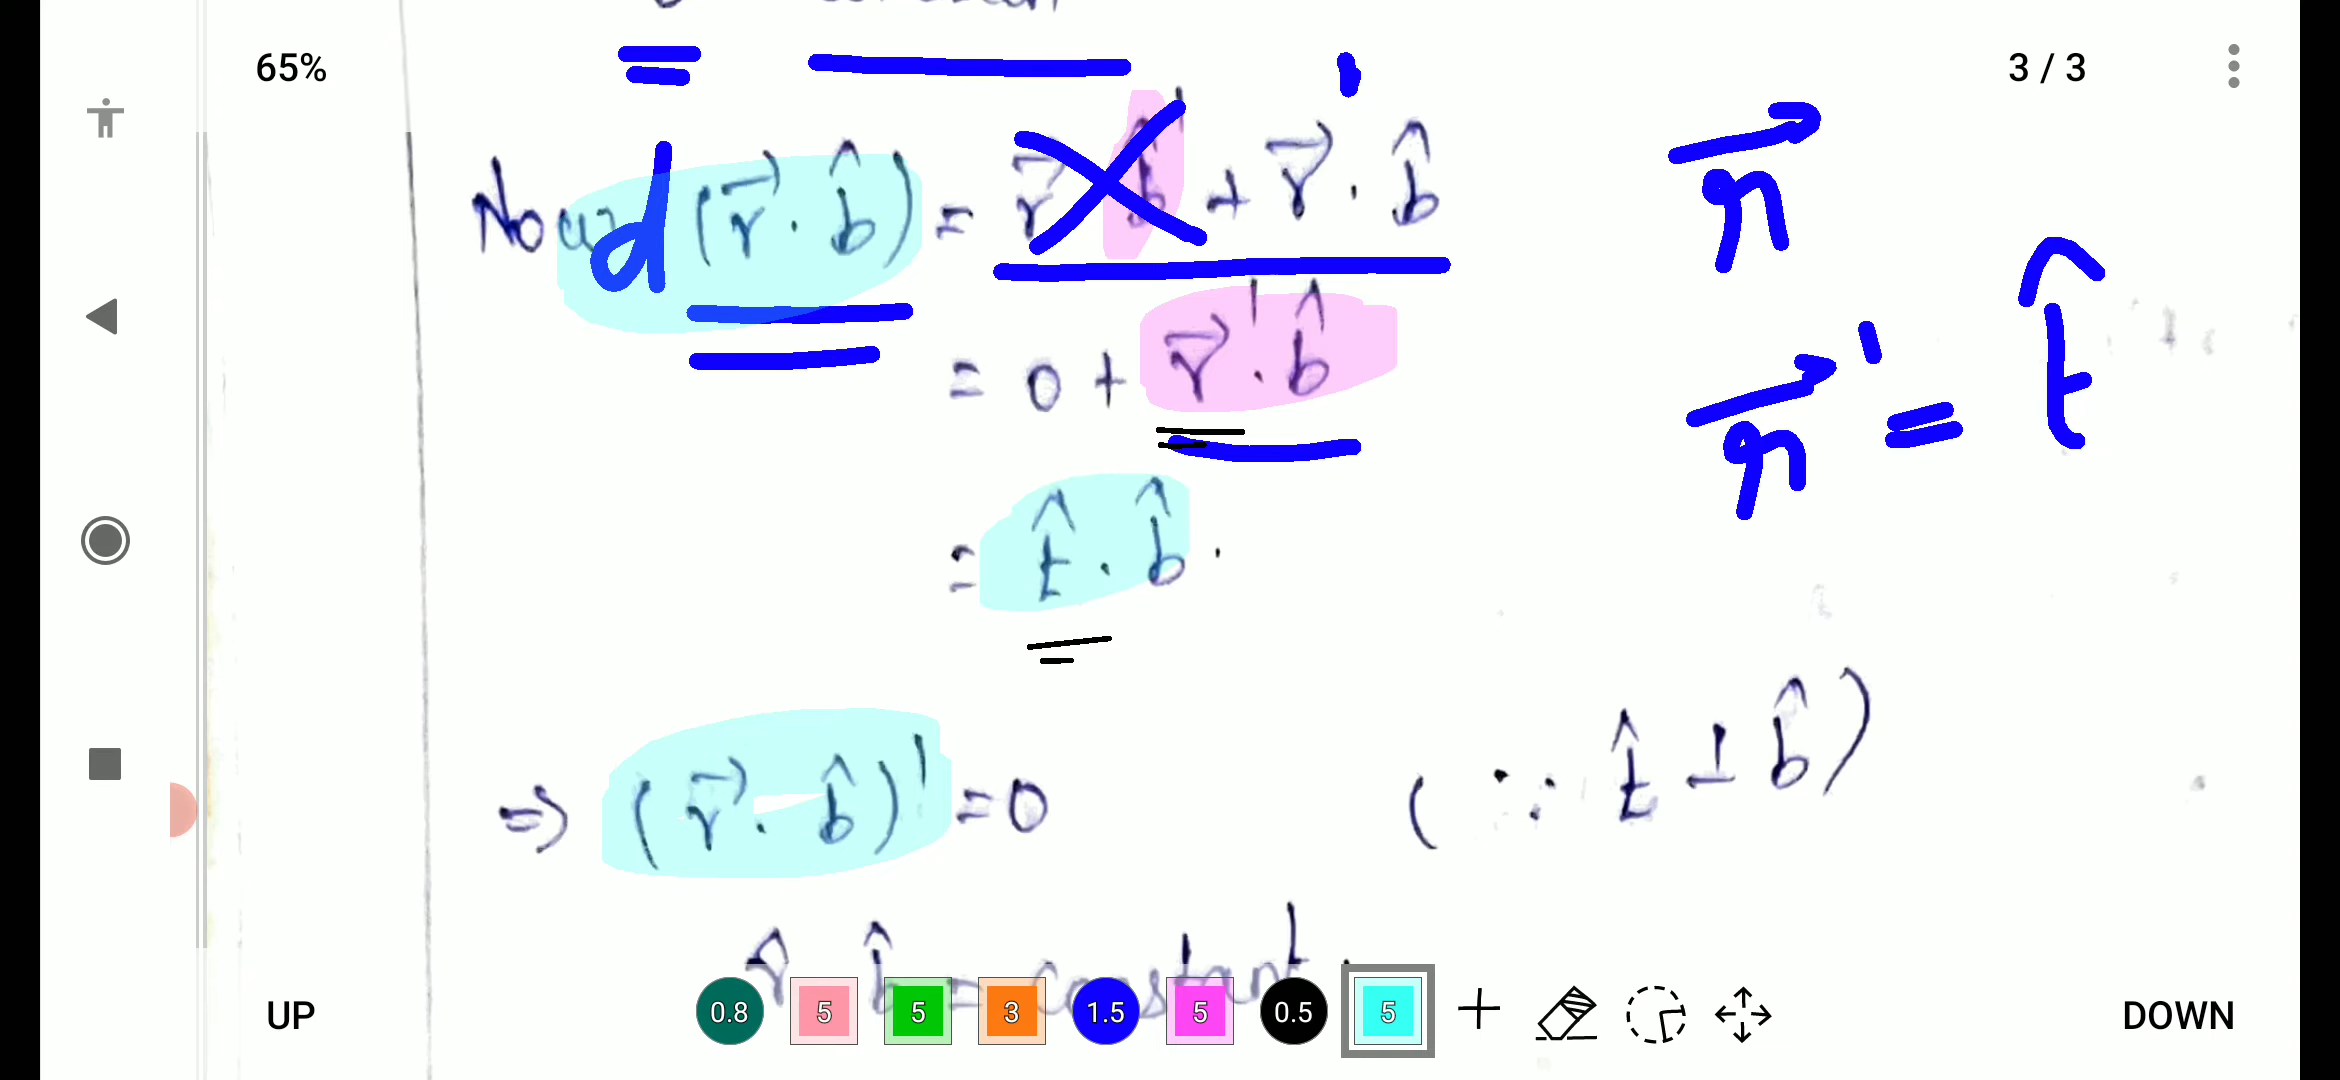 65%
3 / 3
Now d (r⃗ · b̂) = r⃗ b̂' + r⃗' · b̂
r⃗
= 0 + r⃗' · b̂
r⃗' = t̂
= t̂ · b̂ .
⇒ (r⃗ · b̂)' = 0 (∵ t̂ ⊥ b̂)
r⃗ b̂ = constant.
UP
0.8 5 5 3 1.5 5 0.5 5
DOWN